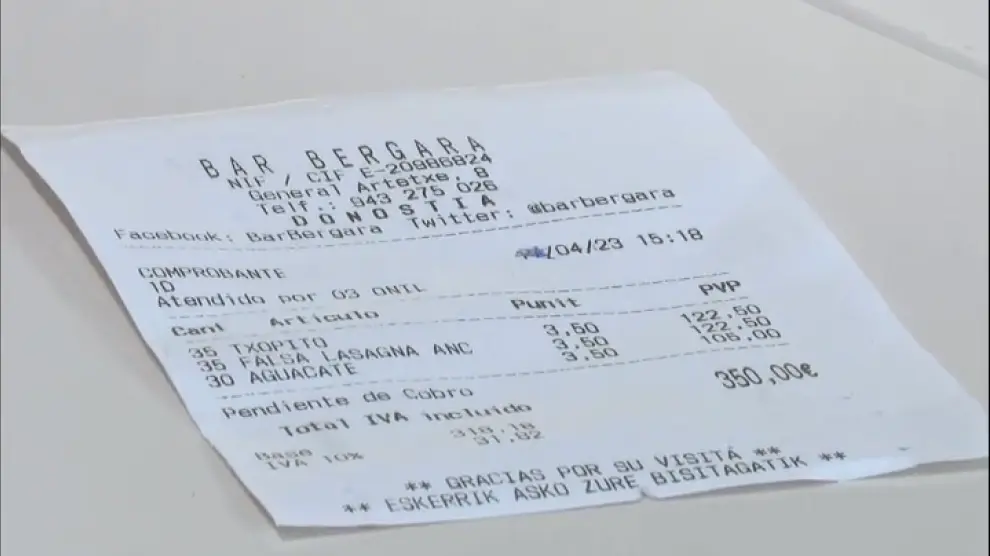 BAR BERGARA
NIF / CIF E-20986824
General Artetxe, 8
Telf.: 943 275 026
DONOSTIA
Facebook: BarBergara Twitter: @barbergara
/04/23 15:18
COMPROBANTE
1D
Atendido por 03 ONIL
Cant Artículo Punit PVP
35 TXOPITO 3,50 122,50
35 FALSA LASAGNA ANC 3,50 122,50
30 AGUACATE 3,50 105,00
Pendiente de Cobro 350,00€
Total IVA incluido
Base 318,18
IVA 10% 31,82
** GRACIAS POR SU VISITA **
** ESKERRIK ASKO ZURE BISITAGATIK **